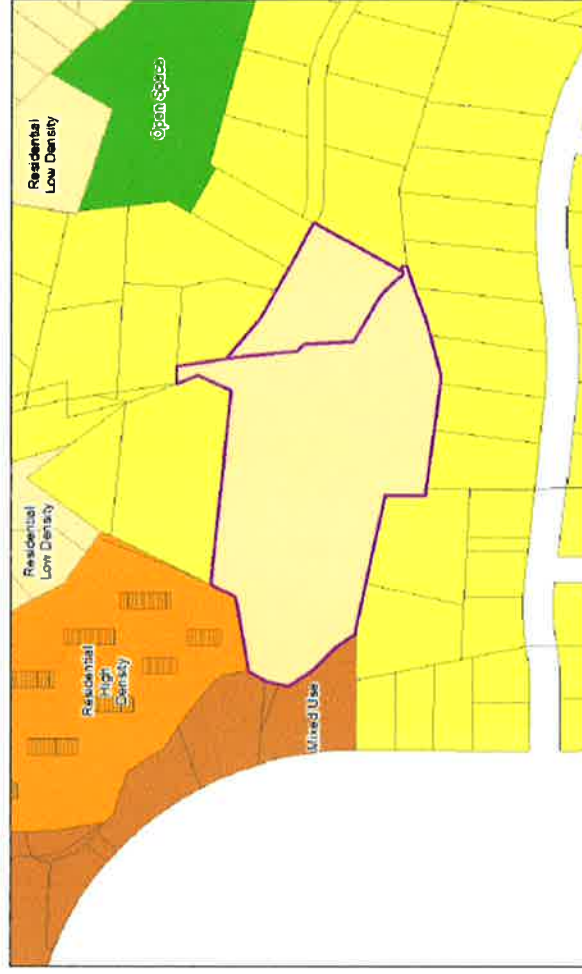 Residential
Low Density
Open Space
Residential
Low Density
Residential
High
Density
Mixed Use